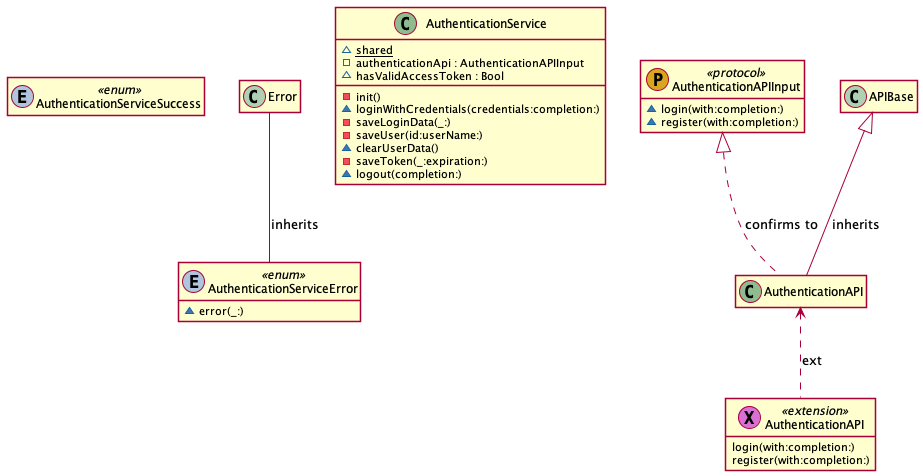 E
«enum»
AuthenticationServiceSuccess
C
Error
C
AuthenticationService
shared
authenticationApi : AuthenticationAPIInput
hasValidAccessToken : Bool
init()
loginWithCredentials(credentials:completion:)
saveLoginData(_:)
saveUser(id:userName:)
clearUserData()
saveToken(_:expiration:)
logout(completion:)
P
«protocol»
AuthenticationAPIInput
login(with:completion:)
register(with:completion:)
C
APIBase
inherits
confirms to
inherits
E
«enum»
AuthenticationServiceError
error(_:)
C
AuthenticationAPI
ext
X
«extension»
AuthenticationAPI
login(with:completion:)
register(with:completion:)